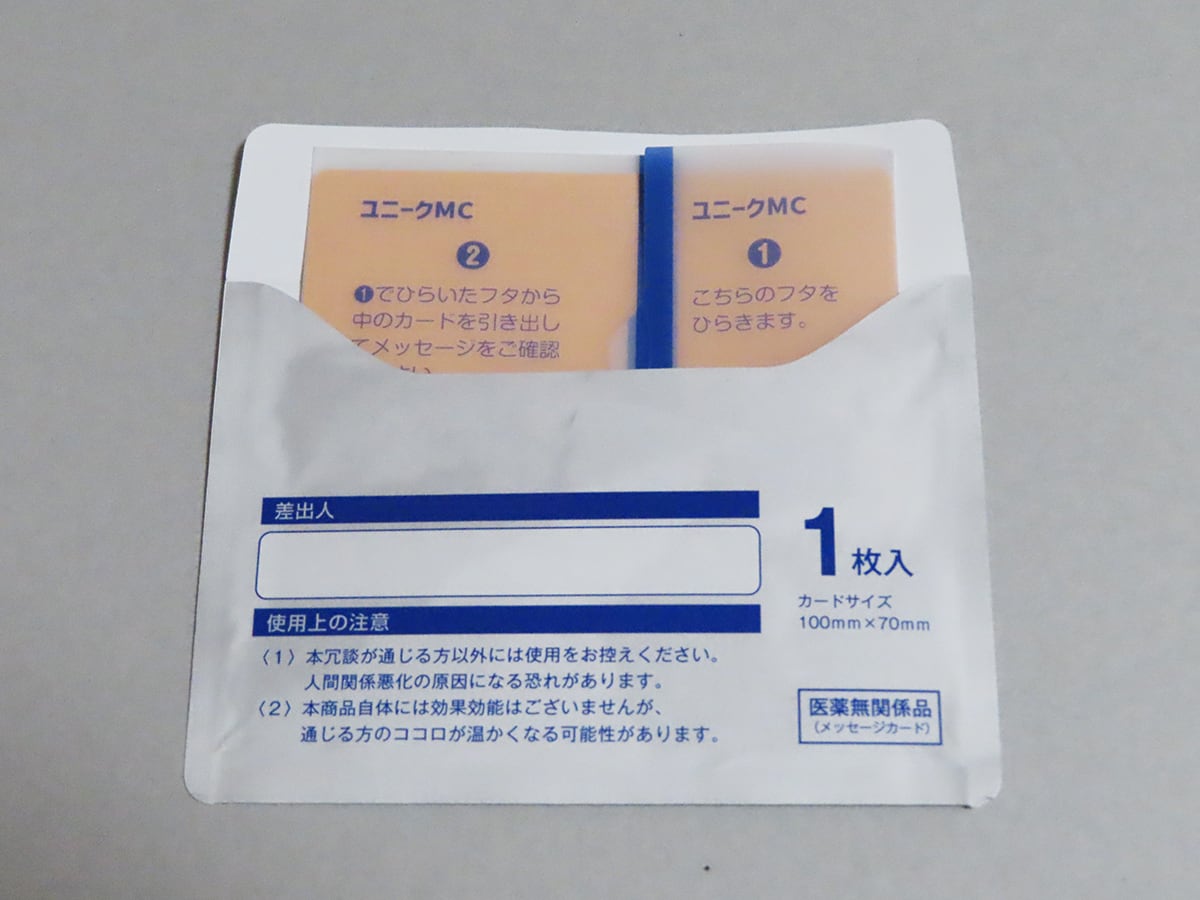 ユニークMC
2
❶でひらいたフタから
中のカードを引き出し
てメッセージをご確認
ユニークMC
1
こちらのフタを
ひらきます。
差出人
使用上の注意
〈1〉本冗談が通じる方以外には使用をお控えください。
人間関係悪化の原因になる恐れがあります。
〈2〉本商品自体には効果効能はございませんが、
通じる方のココロが温かくなる可能性があります。
1枚入
カードサイズ
100mm×70mm
医薬無関係品
(メッセージカード)